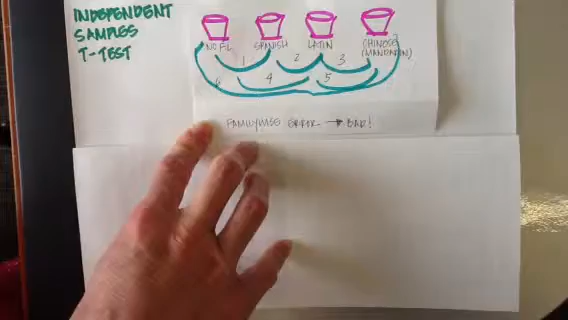 INDEPENDENT
SAMPLES
T-TEST
NO FL SPANISH LATIN CHINESE
(MANDARIN)
1 2 3
6 4 5
FAMILYWISE ERROR → BAD!